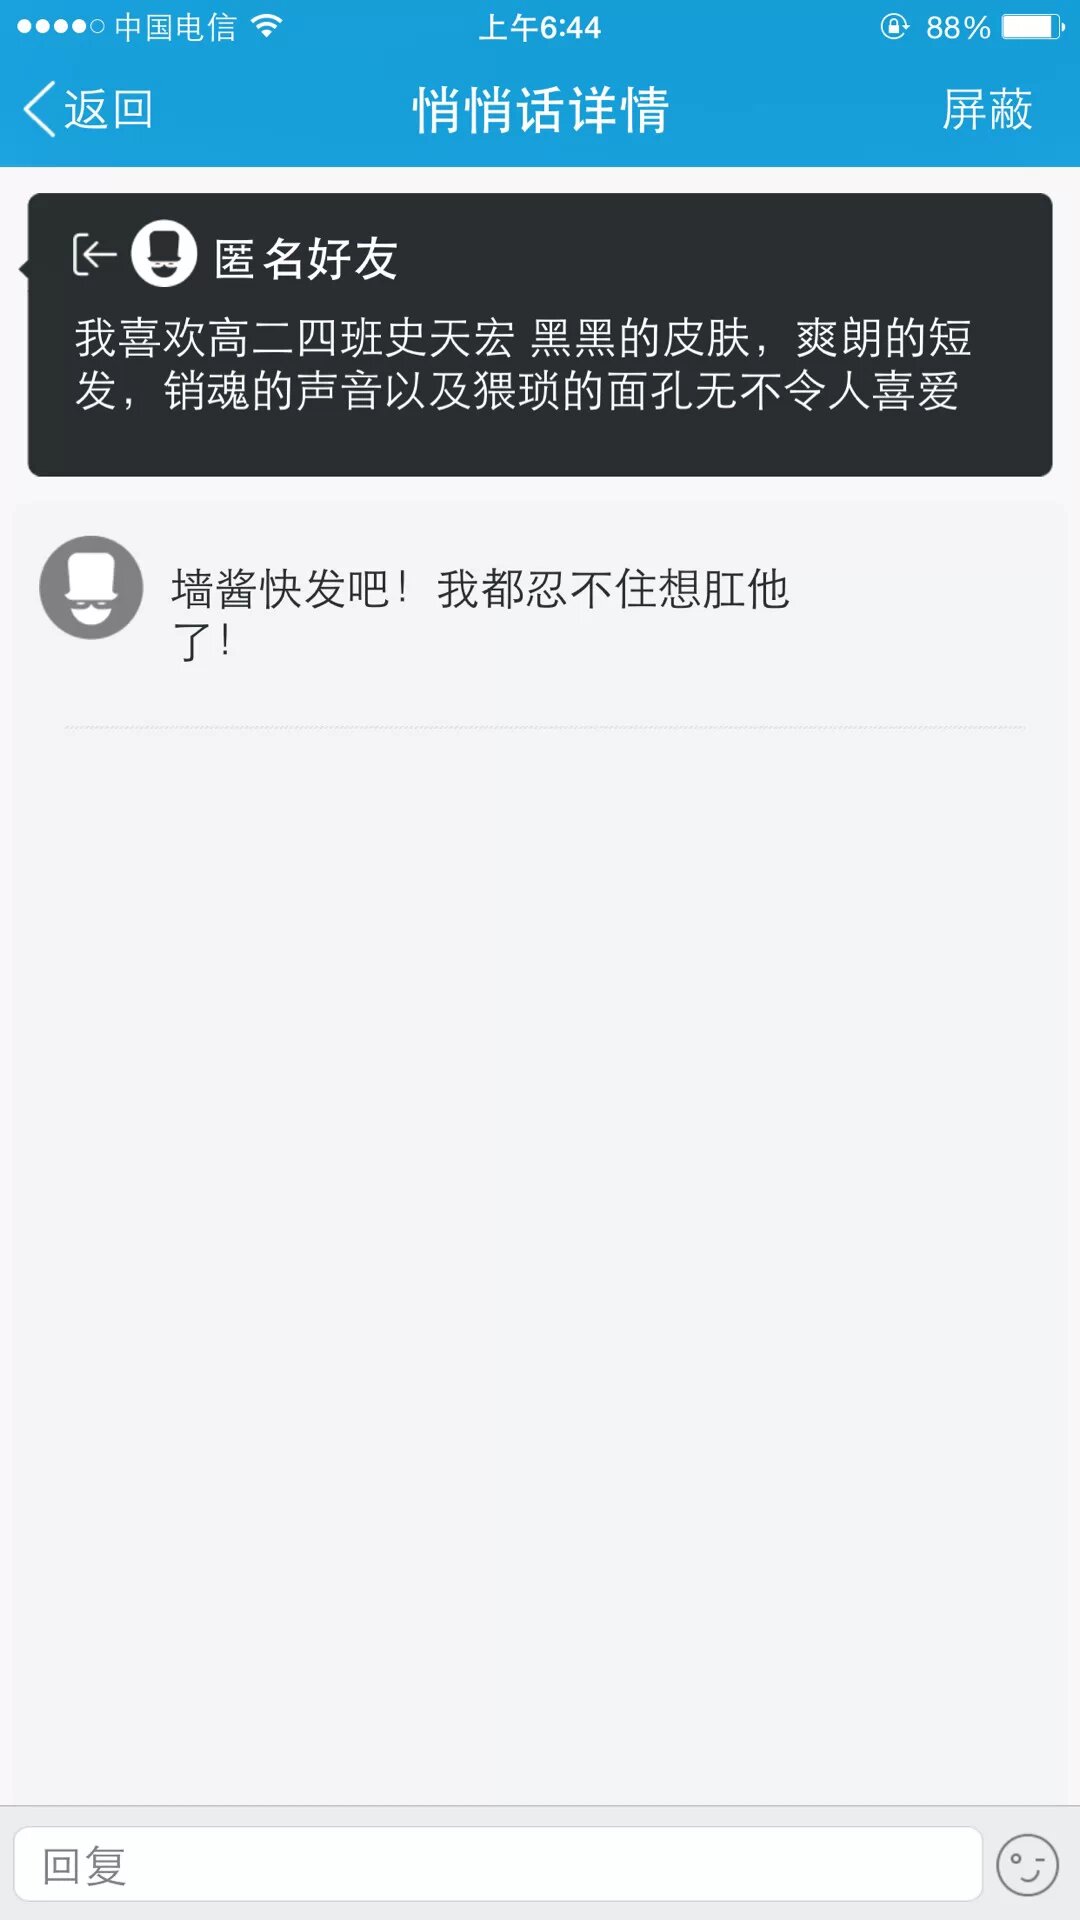 中国电信
上午6:44
88%
返回
悄悄话详情
屏蔽
匿名好友
我喜欢高二四班史天宏 黑黑的皮肤，爽朗的短
发，销魂的声音以及猥琐的面孔无不令人喜爱
墙酱快发吧！我都忍不住想肛他
了！
回复